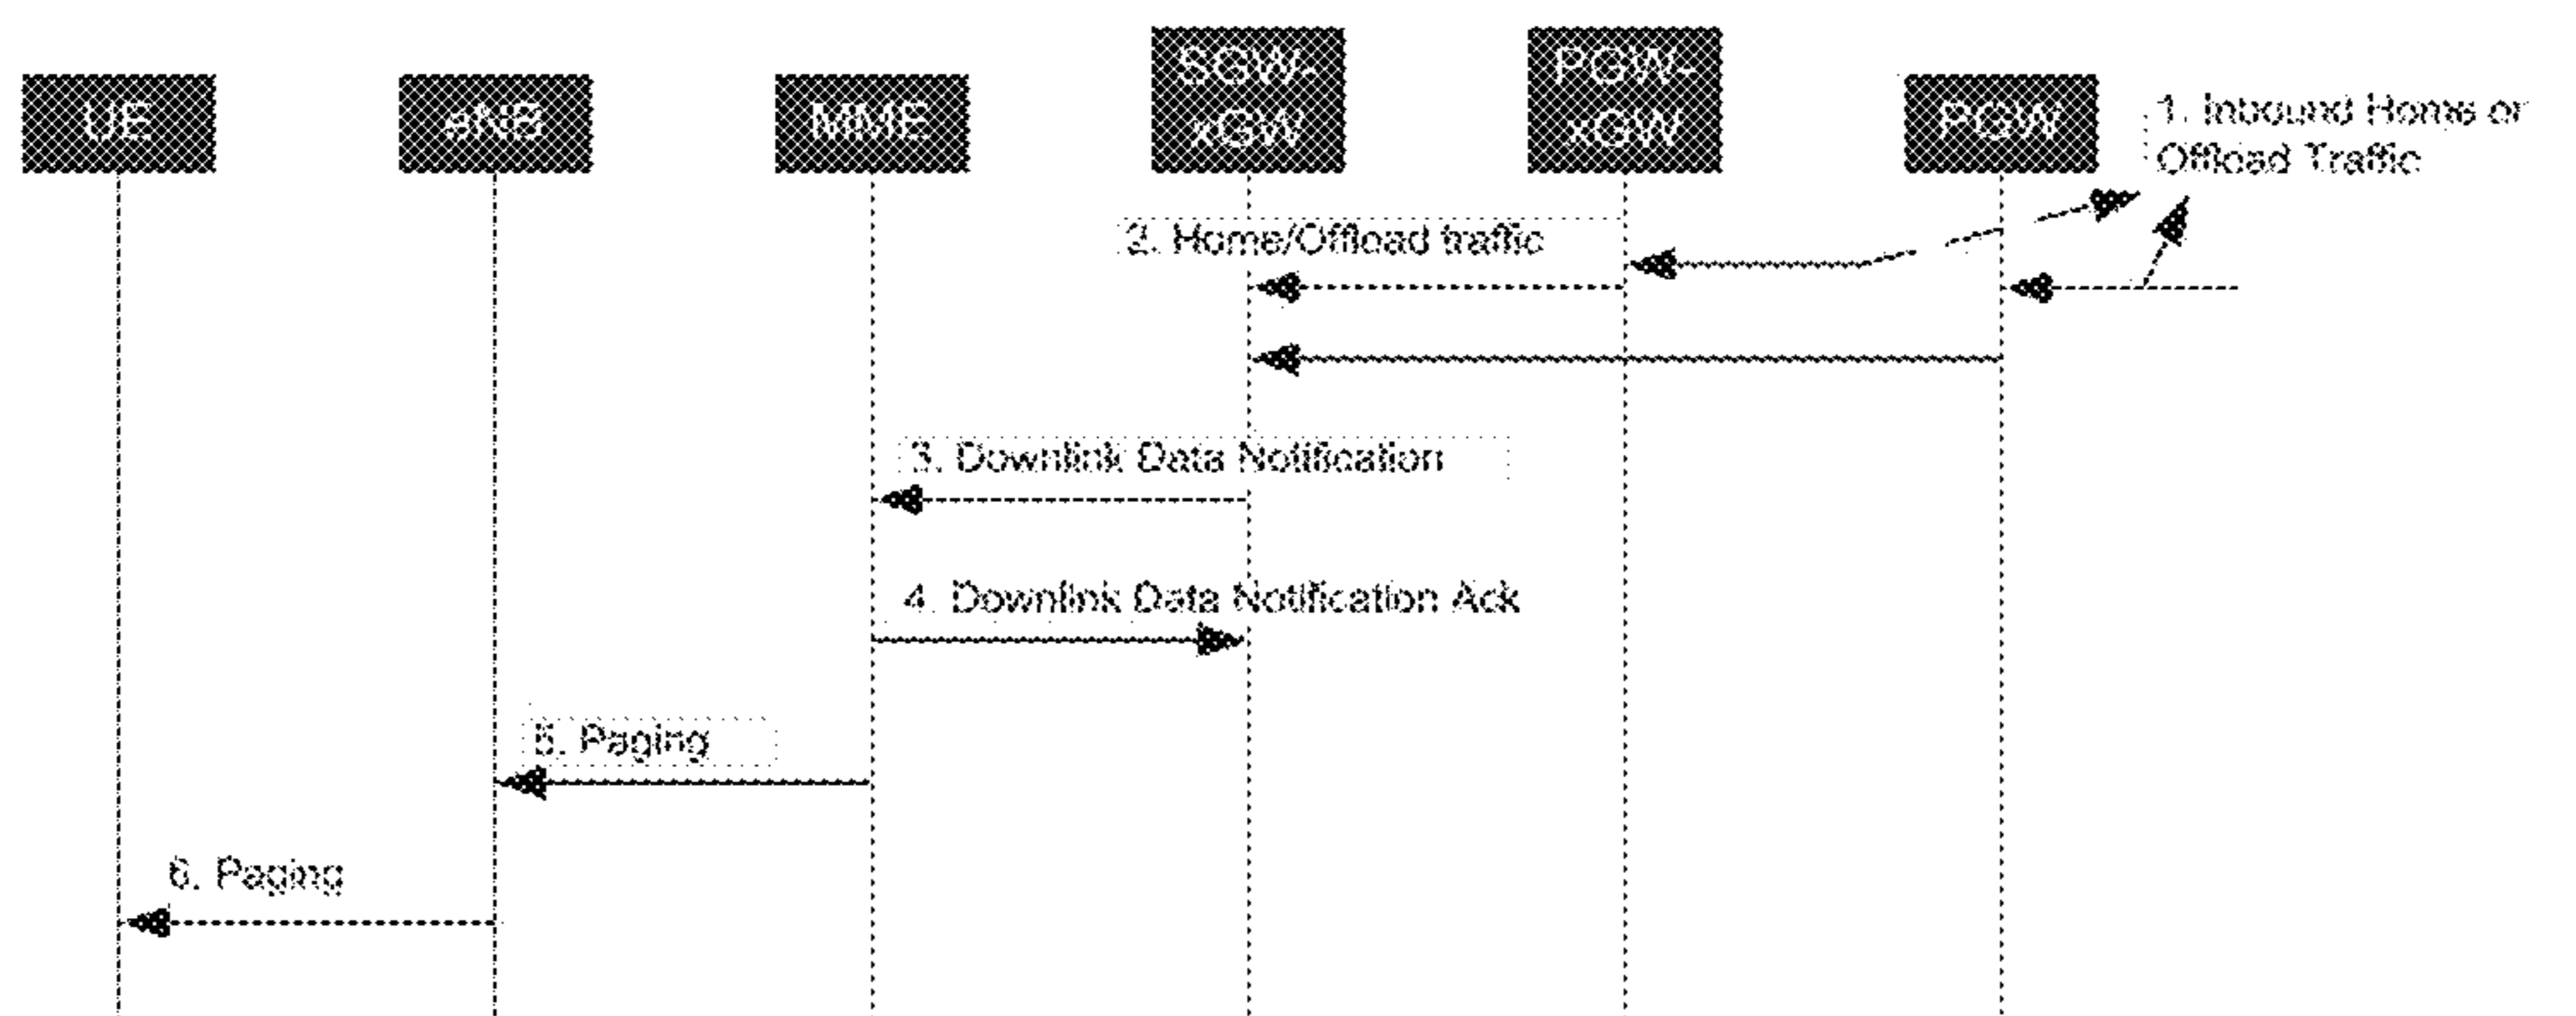 UE
eNB
MME
SGW-
xGW
PGW-
xGW
PGW
1. Inbound Home or
Offload Traffic
2. Home/Offload traffic
3. Downlink Data Notification
4. Downlink Data Notification Ack
5. Paging
6. Paging